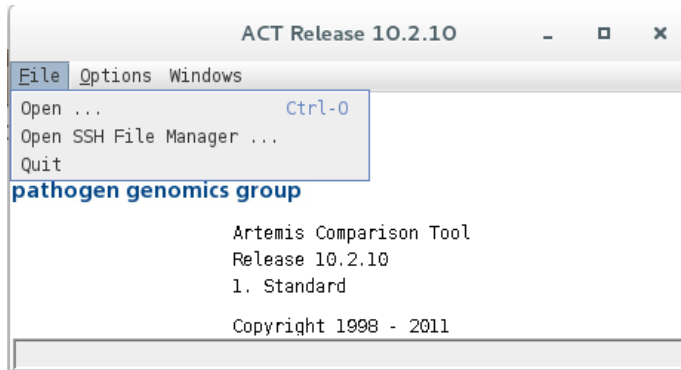 ACT Release 10.2.10
File Options Windows
Open ... Ctrl-O
Open SSH File Manager ...
Quit
pathogen genomics group
Artemis Comparison Tool
Release 10.2.10
1. Standard
Copyright 1998 - 2011